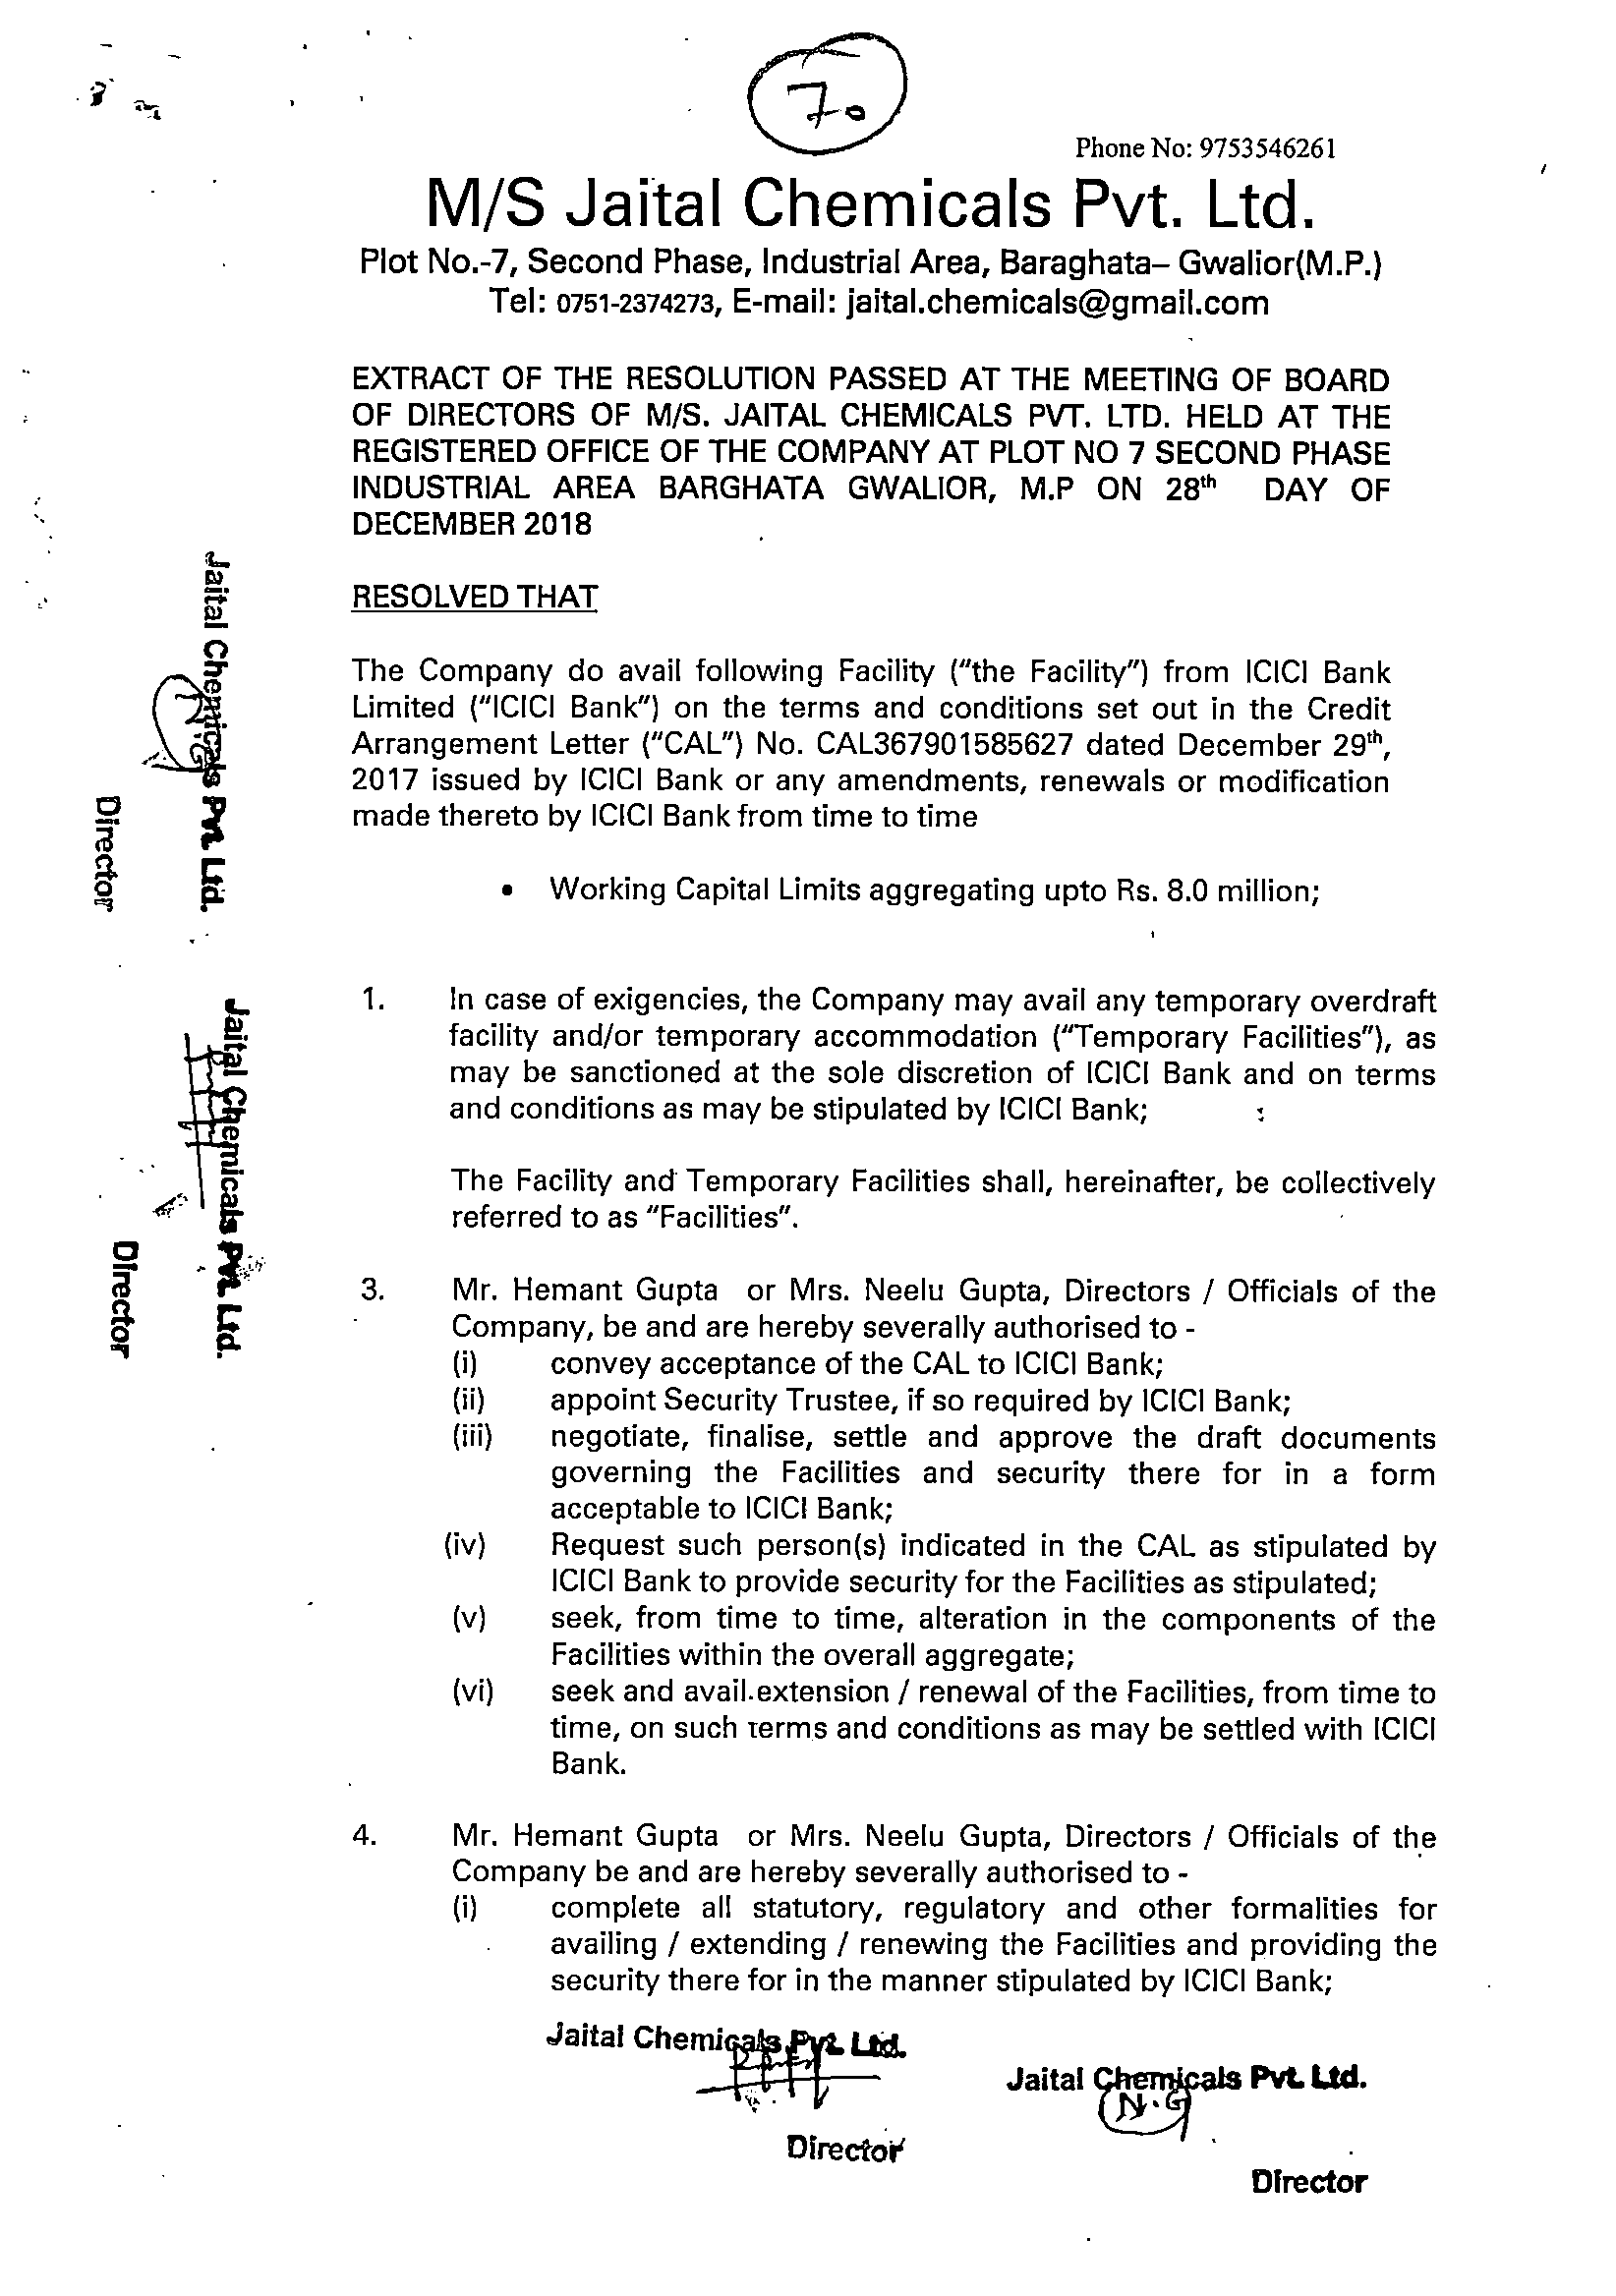 70
Phone No: 9753546261
M/S Jaital Chemicals Pvt. Ltd.
Plot No.-7, Second Phase, Industrial Area, Baraghata– Gwalior(M.P.)
Tel: 0751-2374273, E-mail: jaital.chemicals@gmail.com
EXTRACT OF THE RESOLUTION PASSED AT THE MEETING OF BOARD
OF DIRECTORS OF M/S. JAITAL CHEMICALS PVT. LTD. HELD AT THE
REGISTERED OFFICE OF THE COMPANY AT PLOT NO 7 SECOND PHASE
INDUSTRIAL AREA BARGHATA GWALIOR, M.P ON 28th DAY OF
DECEMBER 2018
RESOLVED THAT
The Company do avail following Facility ("the Facility") from ICICI Bank
Limited ("ICICI Bank") on the terms and conditions set out in the Credit
Arrangement Letter ("CAL") No. CAL367901585627 dated December 29th,
2017 issued by ICICI Bank or any amendments, renewals or modification
made thereto by ICICI Bank from time to time
• Working Capital Limits aggregating upto Rs. 8.0 million;
1. In case of exigencies, the Company may avail any temporary overdraft
facility and/or temporary accommodation ("Temporary Facilities"), as
may be sanctioned at the sole discretion of ICICI Bank and on terms
and conditions as may be stipulated by ICICI Bank;
The Facility and Temporary Facilities shall, hereinafter, be collectively
referred to as "Facilities".
3. Mr. Hemant Gupta or Mrs. Neelu Gupta, Directors / Officials of the
Company, be and are hereby severally authorised to -
(i) convey acceptance of the CAL to ICICI Bank;
(ii) appoint Security Trustee, if so required by ICICI Bank;
(iii) negotiate, finalise, settle and approve the draft documents
governing the Facilities and security there for in a form
acceptable to ICICI Bank;
(iv) Request such person(s) indicated in the CAL as stipulated by
ICICI Bank to provide security for the Facilities as stipulated;
(v) seek, from time to time, alteration in the components of the
Facilities within the overall aggregate;
(vi) seek and avail extension / renewal of the Facilities, from time to
time, on such terms and conditions as may be settled with ICICI
Bank.
4. Mr. Hemant Gupta or Mrs. Neelu Gupta, Directors / Officials of the
Company be and are hereby severally authorised to -
(i) complete all statutory, regulatory and other formalities for
availing / extending / renewing the Facilities and providing the
security there for in the manner stipulated by ICICI Bank;
Jaital Chemicals Pvt. Ltd.
Director
Jaital Chemicals Pvt. Ltd.
N.G
Director
Jaital Chemicals Pvt. Ltd.
Director
Jaital Chemicals Pvt. Ltd.
Director